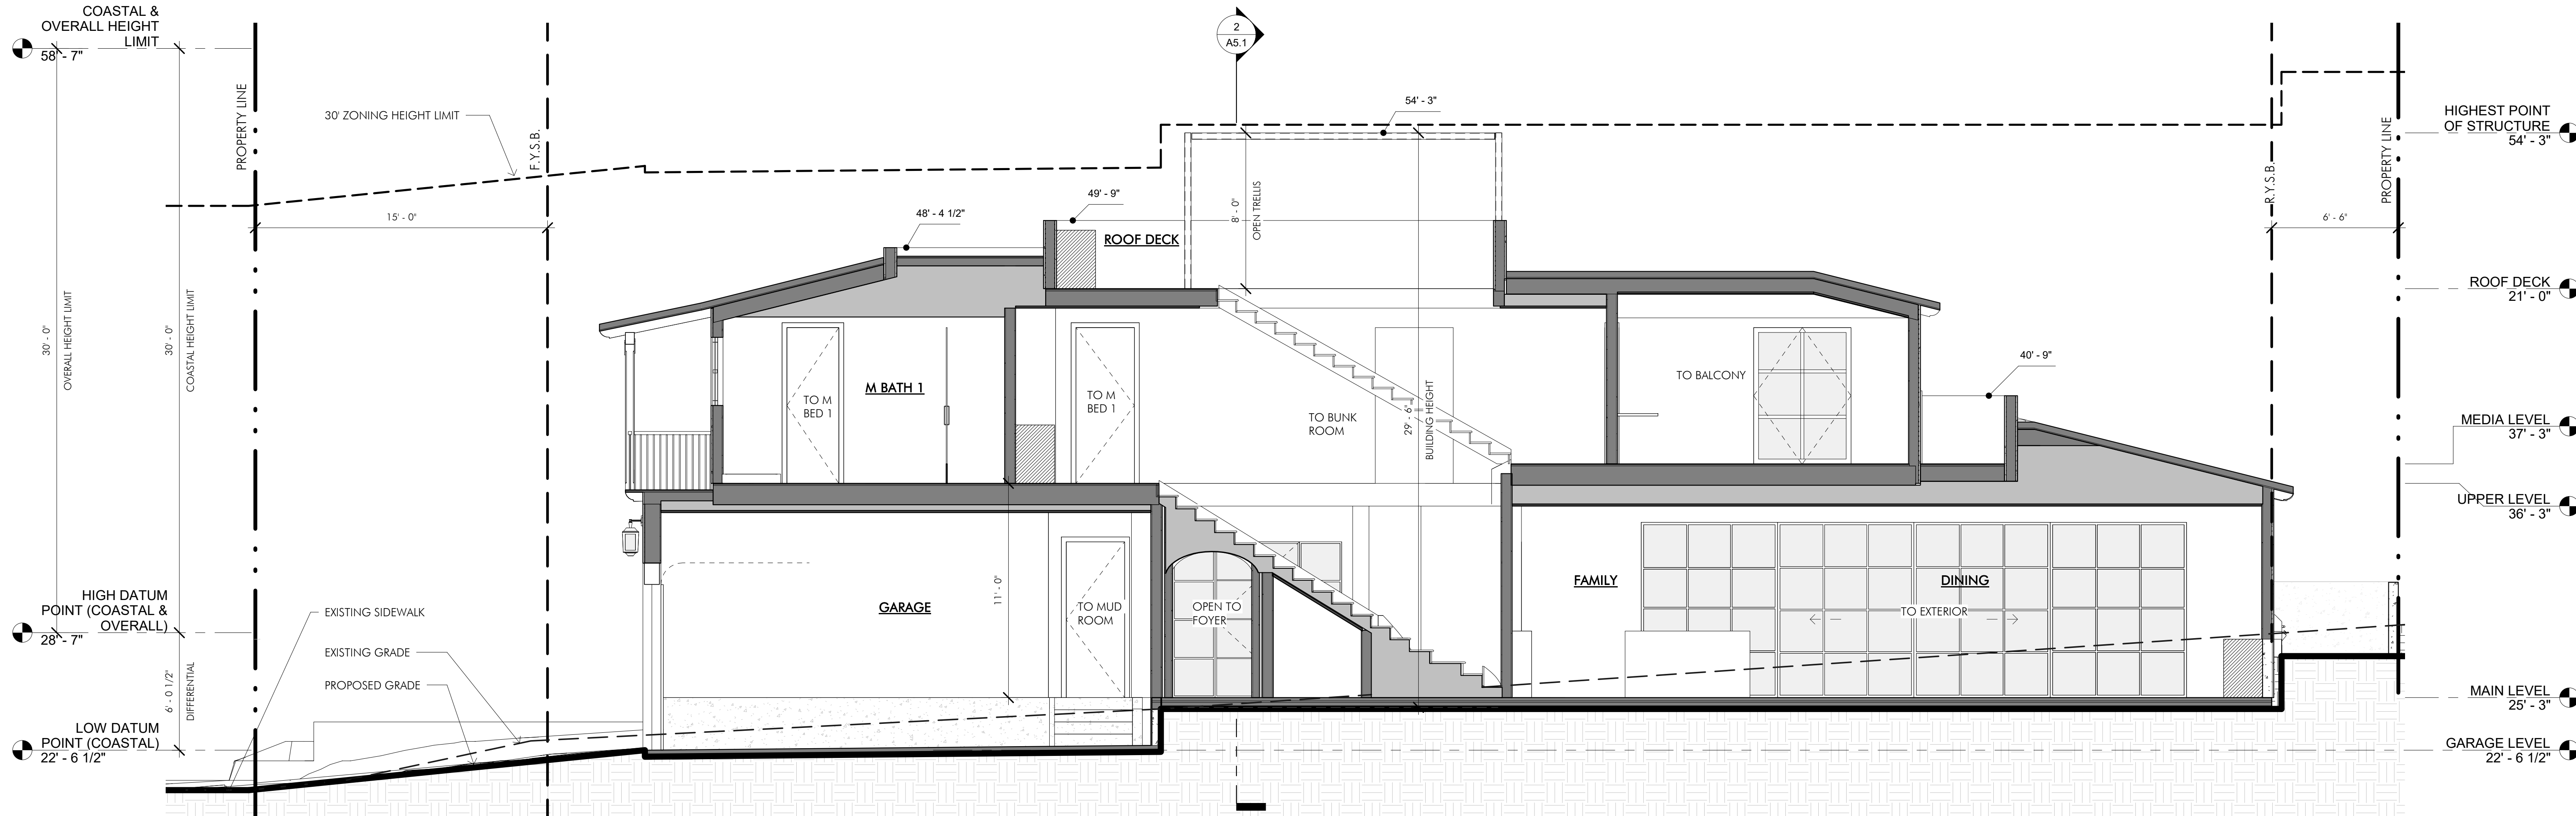 COASTAL &
OVERALL HEIGHT
LIMIT
58' - 7"
PROPERTY LINE
30' ZONING HEIGHT LIMIT
F.Y.S.B.
15' - 0"
30' - 0"
OVERALL HEIGHT LIMIT
30' - 0"
COASTAL HEIGHT LIMIT
HIGH DATUM
POINT (COASTAL &
OVERALL)
28' - 7"
6' - 0 1/2"
DIFFERENTIAL
LOW DATUM
POINT (COASTAL)
22' - 6 1/2"
EXISTING SIDEWALK
EXISTING GRADE
PROPOSED GRADE
2
A5.1
54' - 3"
49' - 9"
48' - 4 1/2"
ROOF DECK
8' - 0"
OPEN TRELLIS
M BATH 1
TO M
BED 1
TO M
BED 1
TO BUNK
ROOM
29' - 6"
BUILDING HEIGHT
TO BALCONY
40' - 9"
GARAGE
11' - 0"
TO MUD
ROOM
OPEN TO
FOYER
FAMILY
DINING
TO EXTERIOR
R.Y.S.B.
6' - 6"
PROPERTY LINE
HIGHEST POINT
OF STRUCTURE
54' - 3"
ROOF DECK
21' - 0"
MEDIA LEVEL
37' - 3"
UPPER LEVEL
36' - 3"
MAIN LEVEL
25' - 3"
GARAGE LEVEL
22' - 6 1/2"